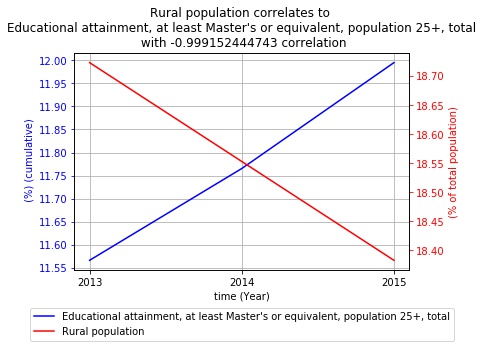 Rural population correlates to
Educational attainment, at least Master's or equivalent, population 25+, total
with -0.999152444743 correlation
12.00
11.95
11.90
11.85
11.80
11.75
11.70
11.65
11.60
11.55
(%) (cumulative)
18.70
18.65
18.60
18.55
18.50
18.45
18.40
(% of total population)
2013
2014
2015
time (Year)
Educational attainment, at least Master's or equivalent, population 25+, total
Rural population